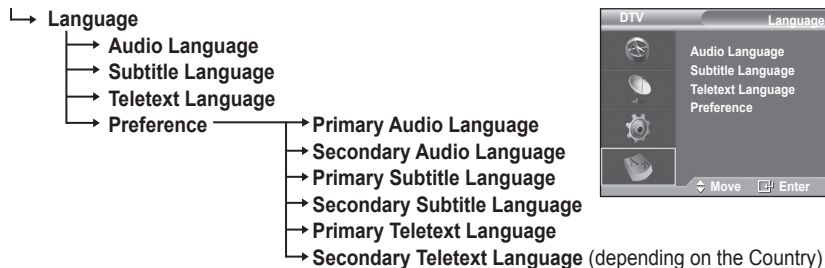 Language
Audio Language
Subtitle Language
Teletext Language
Preference
Primary Audio Language
Secondary Audio Language
Primary Subtitle Language
Secondary Subtitle Language
Primary Teletext Language
Secondary Teletext Language (depending on the Country)
DTV Language
Audio Language
Subtitle Language
Teletext Language
Preference
Move Enter